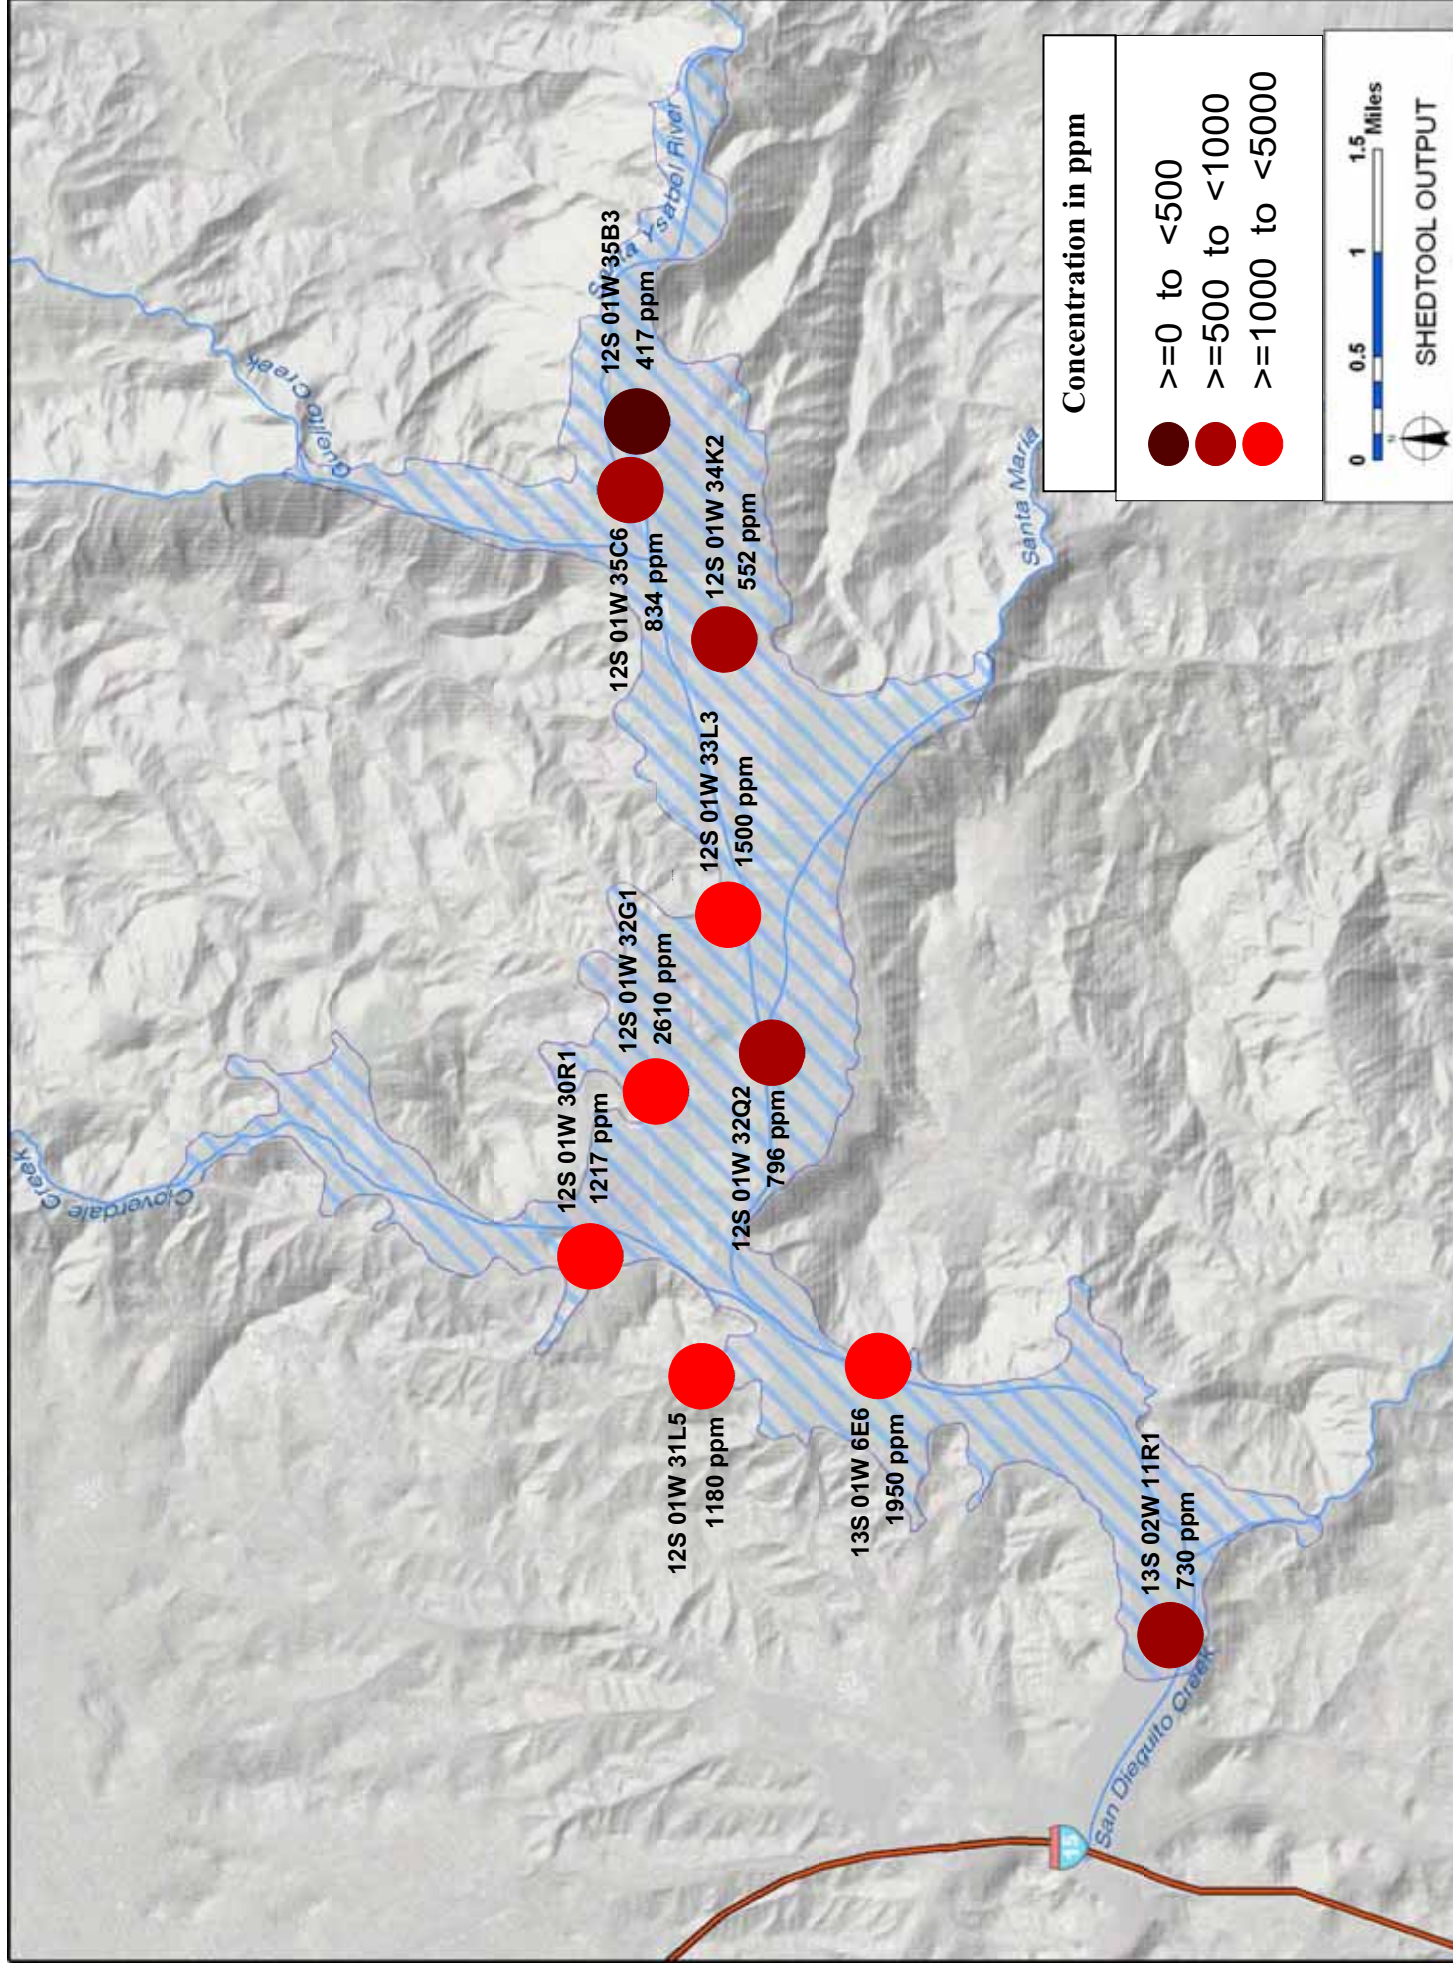 Cloverdale Creek
Guejito Creek
Ysabel River
Santa Maria
San Dieguito Creek
15
12S 01W 30R1
1217 ppm
12S 01W 32G1
2610 ppm
12S 01W 31L5
1180 ppm
12S 01W 32Q2
796 ppm
12S 01W 33L3
1500 ppm
12S 01W 35C6
834 ppm
12S 01W 34K2
552 ppm
12S 01W 35B3
417 ppm
13S 01W 6E6
1950 ppm
13S 02W 11R1
730 ppm
Concentration in ppm
>=0 to <500
>=500 to <1000
>=1000 to <5000
0 0.5 1 1.5 Miles
N
SHEDTOOL OUTPUT